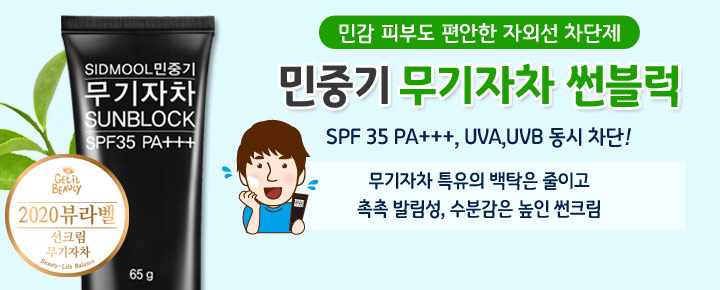 SIDMOOL민중기
무기자차
SUNBLOCK
SPF35 PA+++
65 g
Get it
BEAUTY
2020뷰라벨
선크림
무기자차
Beauty+Life Balance
민감 피부도 편안한 자외선 차단제
민중기 무기자차 썬블럭
SPF 35 PA+++, UVA,UVB 동시 차단!
무기자차 특유의 백탁은 줄이고
촉촉 발림성, 수분감은 높인 썬크림